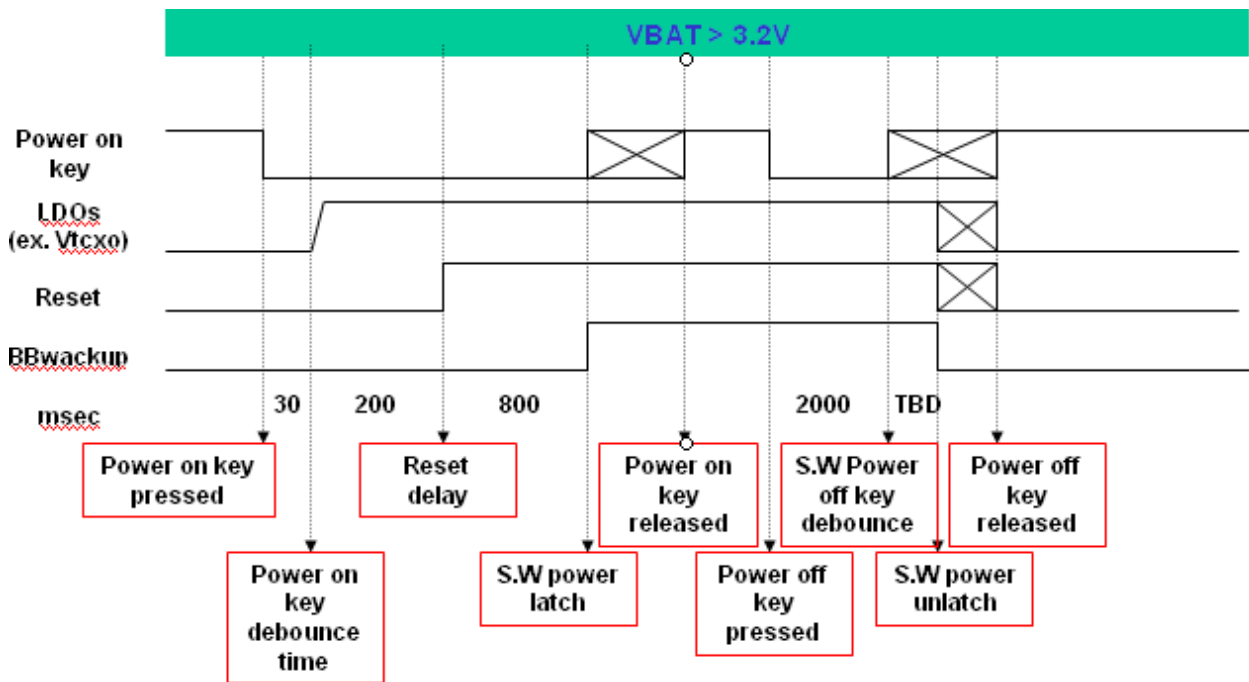 VBAT > 3.2V
Power on
key
LDOs
(ex. Vtcxo)
Reset
BBwackup
msec
30
200
800
2000
TBD
Power on key
pressed
Reset
delay
Power on
key
released
S.W Power
off key
debounce
Power off
key
released
Power on
key
debounce
time
S.W power
latch
Power off
key
pressed
S.W power
unlatch